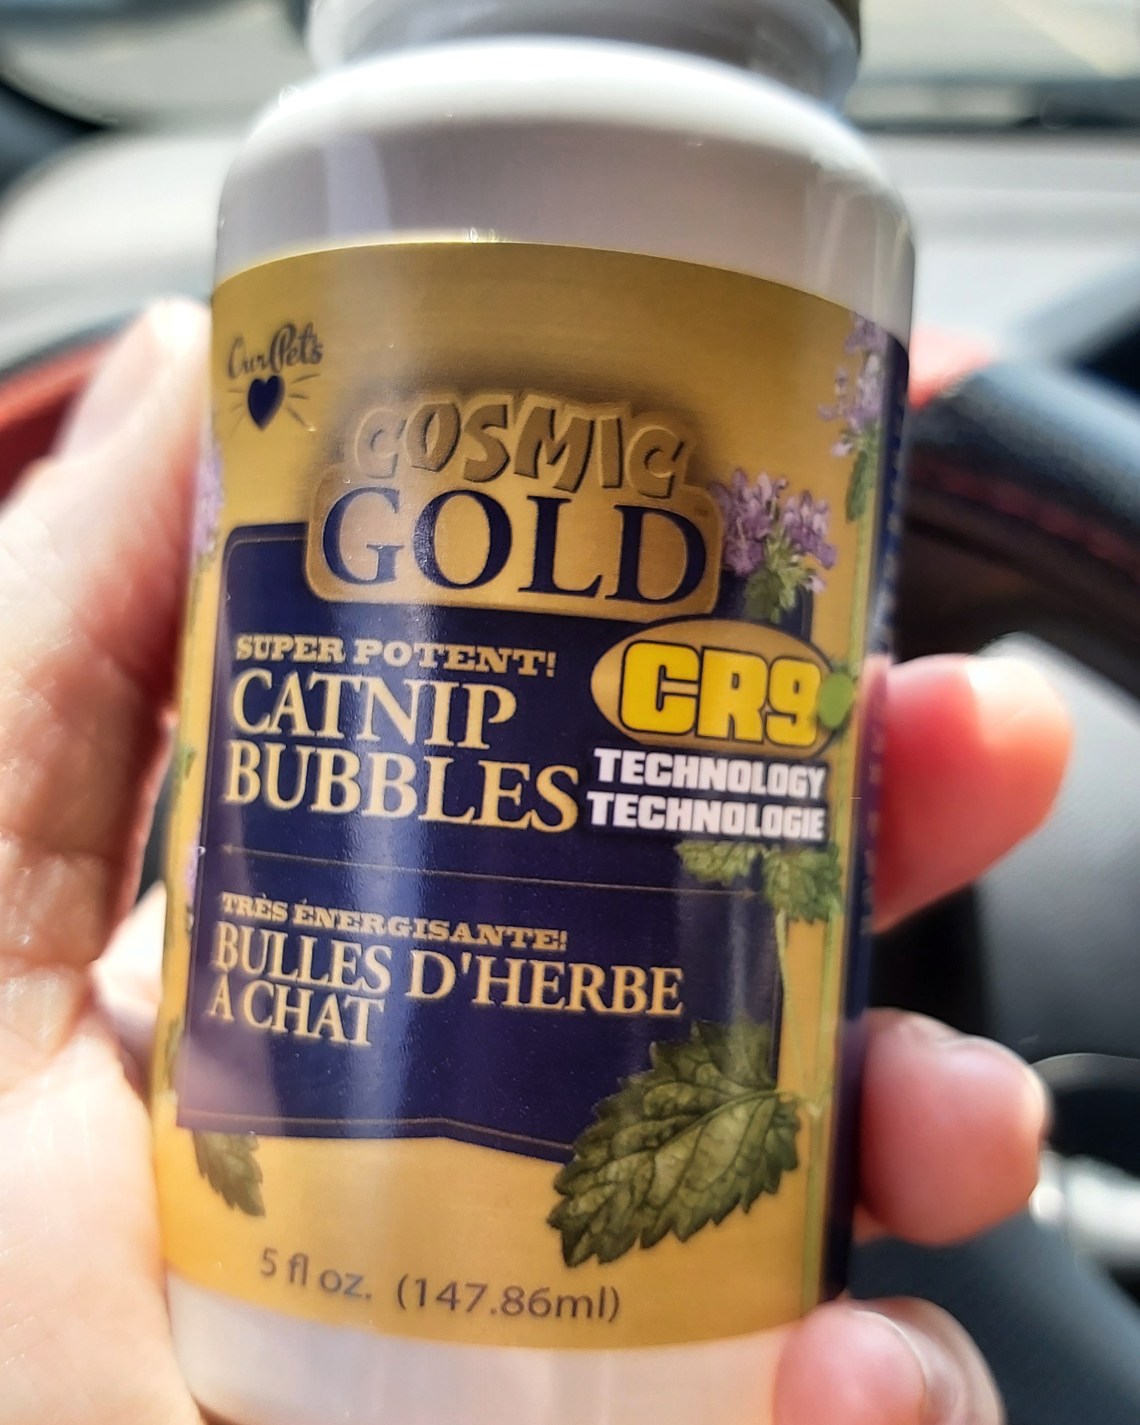 OurPets
COSMIC
GOLD
SUPER POTENT!
CATNIP
BUBBLES
CR9
TECHNOLOGY
TECHNOLOGIE
TRÈS ÉNERGISANTE!
BULLES D'HERBE
À CHAT
5 fl oz. (147.86ml)